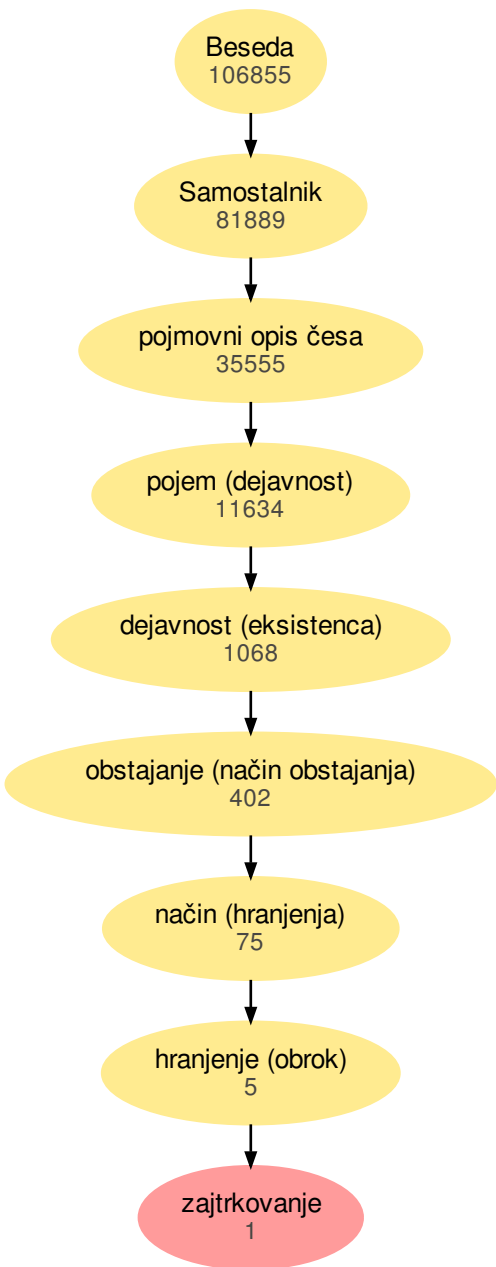 Beseda
106855
Samostalnik
81889
pojmovni opis česa
35555
pojem (dejavnost)
11634
dejavnost (eksistenca)
1068
obstajanje (način obstajanja)
402
način (hranjenja)
75
hranjenje (obrok)
5
zajtrkovanje
1